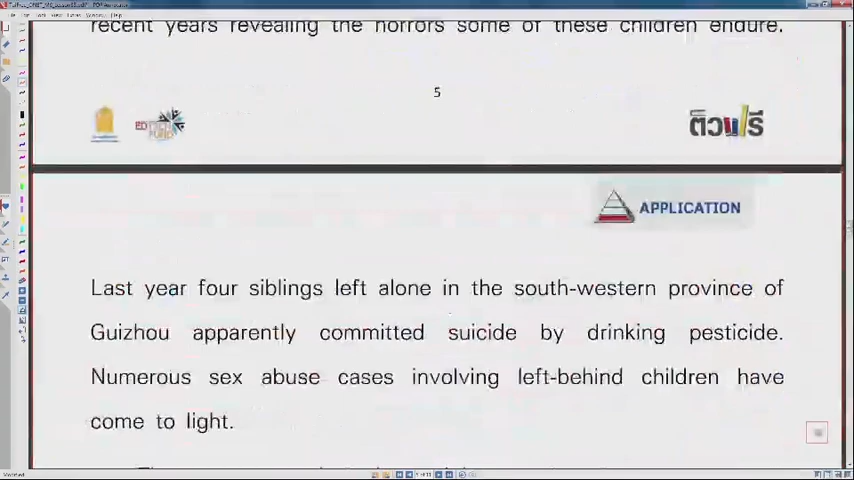 recent years revealing the horrors some of these children endure.
5
ติวฟรี
APPLICATION
Last year four siblings left alone in the south-western province of
Guizhou apparently committed suicide by drinking pesticide.
Numerous sex abuse cases involving left-behind children have
come to light.